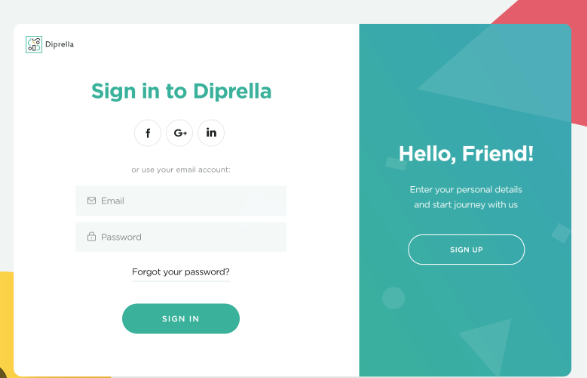 Diprella
Sign in to Diprella
f
G+
in
or use your email account:
Email
Password
Forgot your password?
SIGN IN
Hello, Friend!
Enter your personal details
and start journey with us
SIGN UP